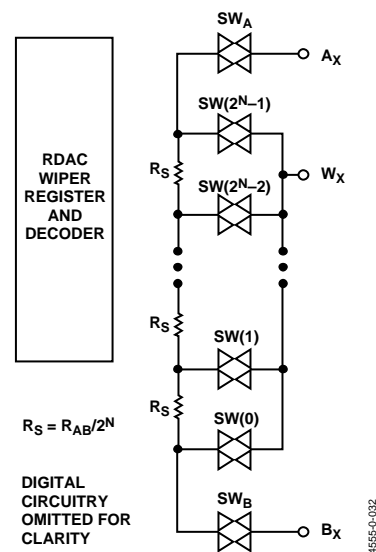 SWA
AX
SW(2N–1)
RDAC
WIPER
REGISTER
AND
DECODER
RS
WX
SW(2N–2)
RS
SW(1)
RS
RS = RAB/2N
SW(0)
DIGITAL
CIRCUITRY
OMITTED FOR
CLARITY
SWB
BX
04555-0-032